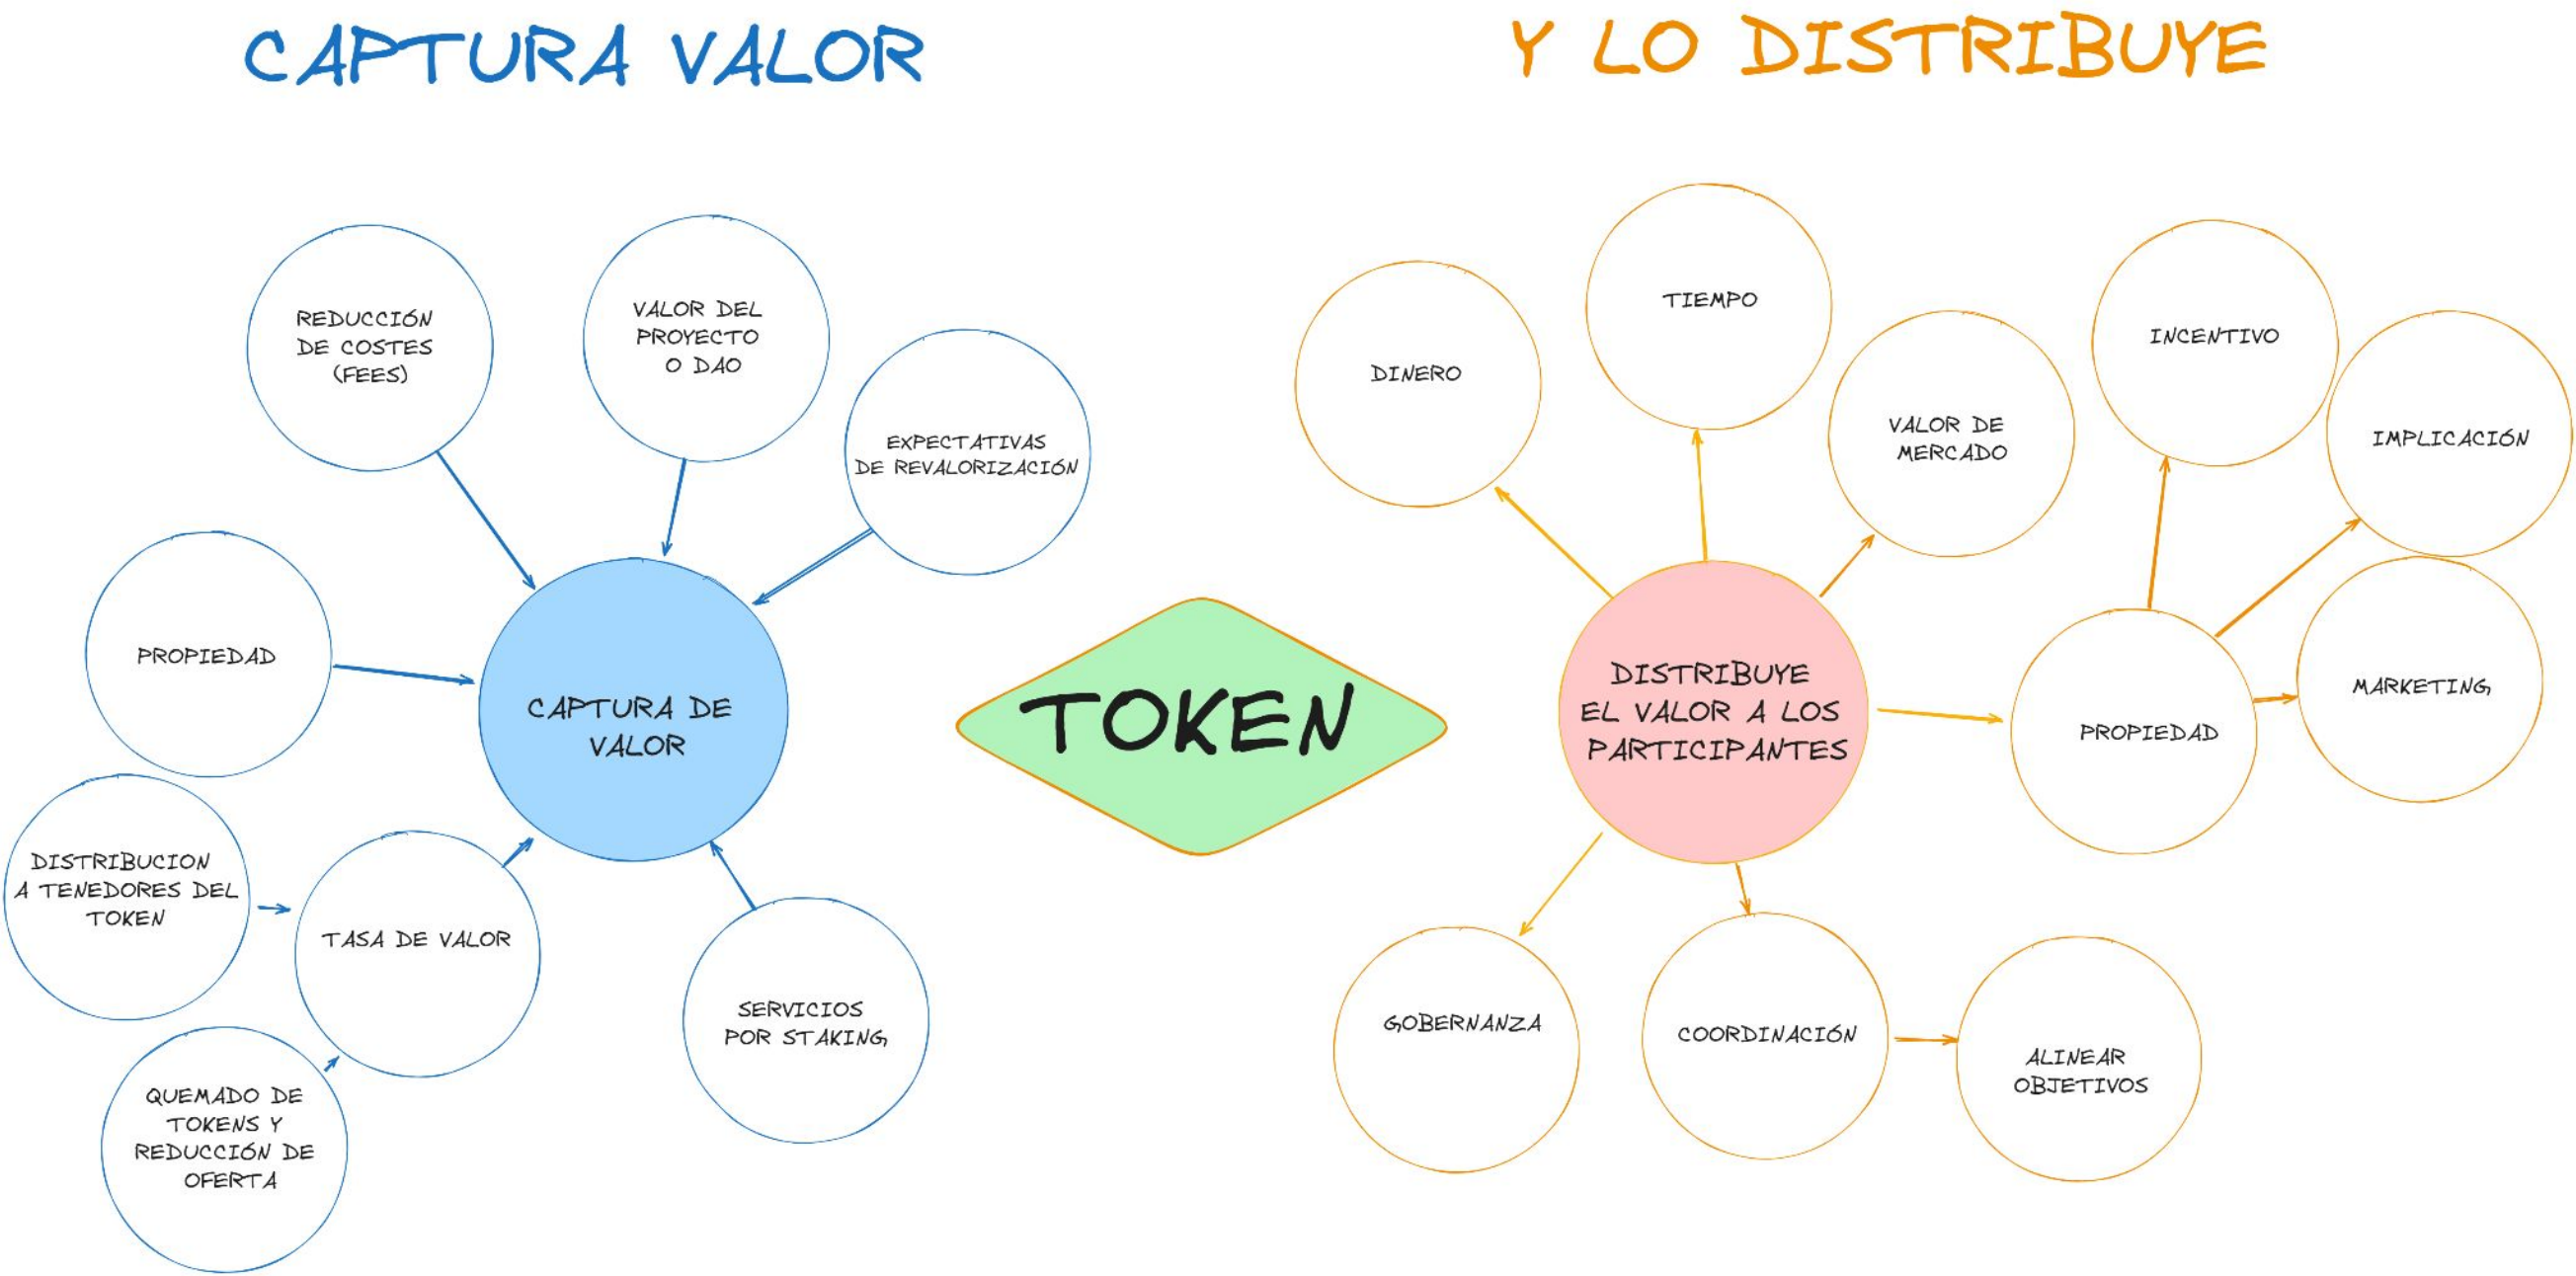 CAPTURA VALOR
REDUCCIÓN
DE COSTES
(FEES)
VALOR DEL
PROYECTO
O DAO
EXPECTATIVAS
DE REVALORIZACIÓN
PROPIEDAD
CAPTURA DE
VALOR
DISTRIBUCION
A TENEDORES DEL
TOKEN
TASA DE VALOR
QUEMADO DE
TOKENS Y
REDUCCIÓN DE
OFERTA
SERVICIOS
POR STAKING
TOKEN
Y LO DISTRIBUYE
DINERO
TIEMPO
VALOR DE
MERCADO
INCENTIVO
IMPLICACIÓN
MARKETING
PROPIEDAD
DISTRIBUYE
EL VALOR A LOS
PARTICIPANTES
GOBERNANZA
COORDINACIÓN
ALINEAR
OBJETIVOS